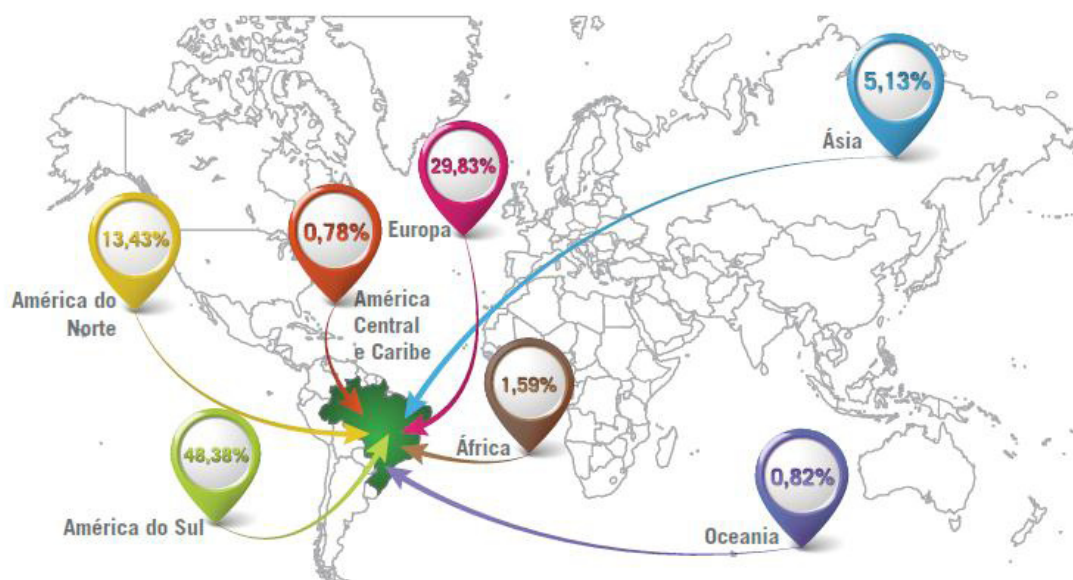 5,13%
Ásia
29,83%
Europa
13,43%
América do
Norte
0,78%
América
Central
e Caribe
1,59%
África
48,38%
América do Sul
0,82%
Oceania